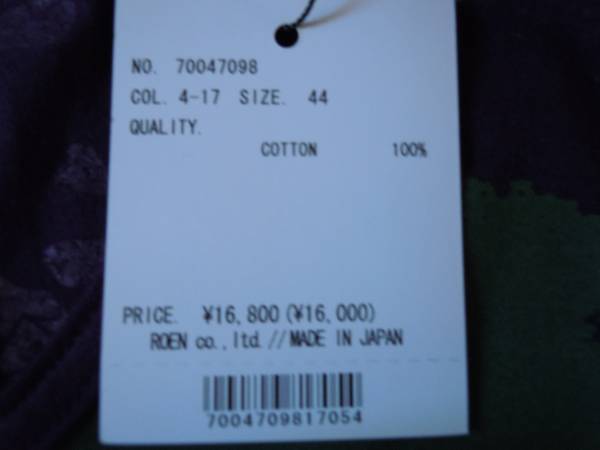 NO. 70047098
COL. 4-17 SIZE. 44
QUALITY.
COTTON 100%
PRICE. ¥16,800(¥16,000)
ROEN co.,ltd.//MADE IN JAPAN
7004709817054